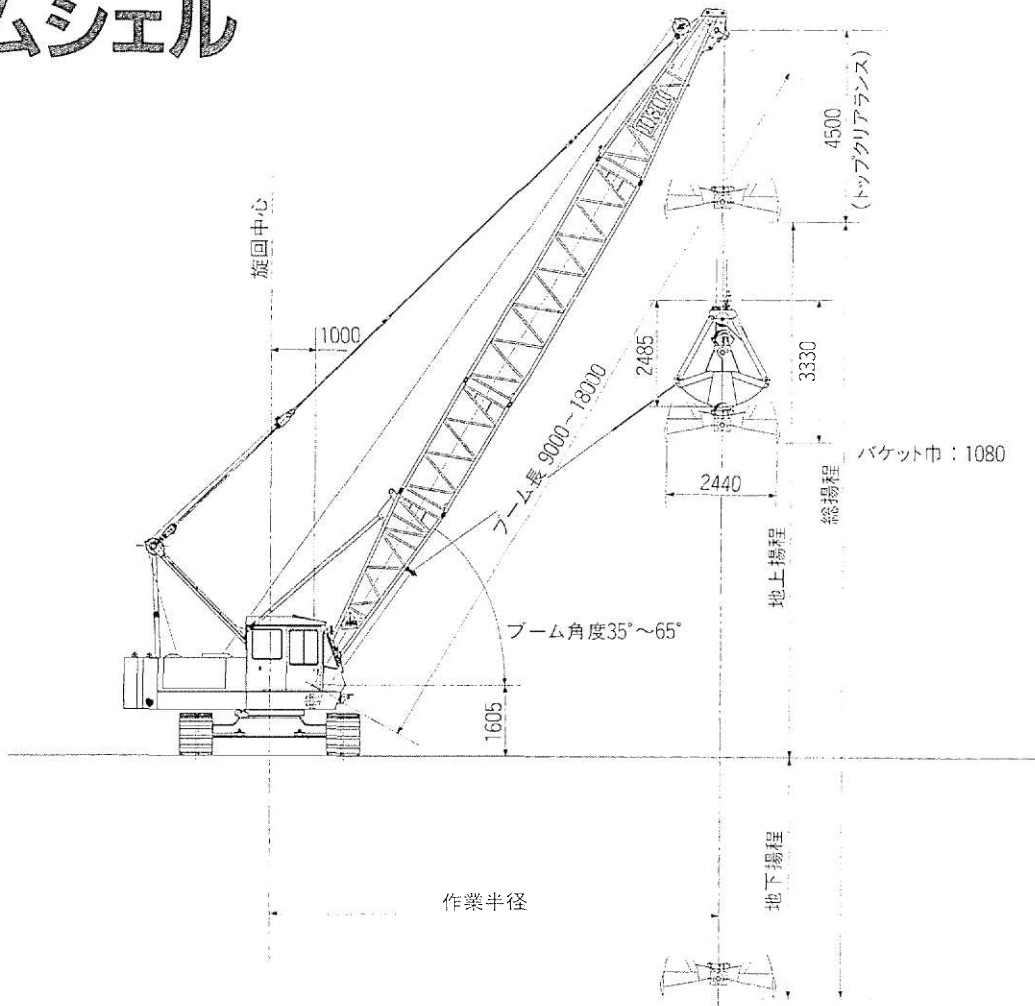 ムシェル
4500
(トップクリアランス)
旋回中心
1000
2485
3330
ブーム長 9000~18000
バケット巾：1080
2440
総揚程
地上揚程
ブーム角度35°~65°
1605
地下揚程
作業半径